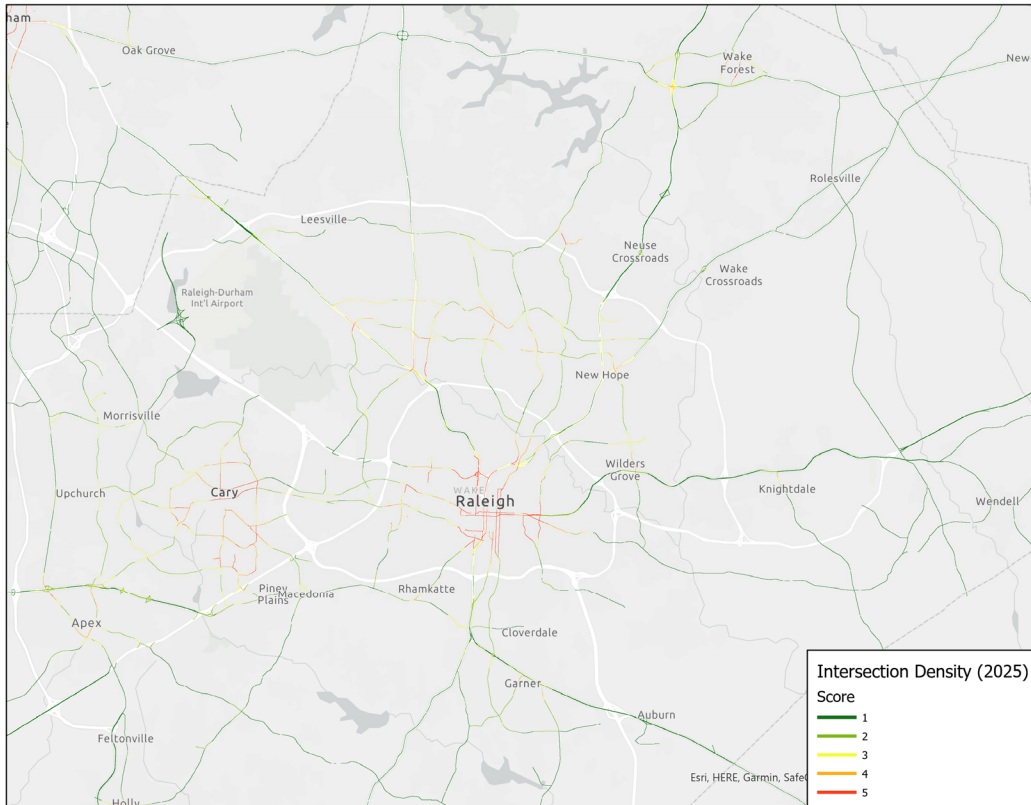 ham
Oak Grove
Wake
Forest
New
Rolesville
Leesville
Neuse
Crossroads
Wake
Crossroads
Raleigh-Durham
Int'l Airport
New Hope
Morrisville
Upchurch
Cary
WAKE
Raleigh
Wilders
Grove
Knightdale
Wendell
Piney
Plains
Macedonia
Rhamkatte
Apex
Cloverdale
Garner
Auburn
Feltonville
Holly
Intersection Density (2025)
Score
1
2
3
4
5
Esri, HERE, Garmin, Safe